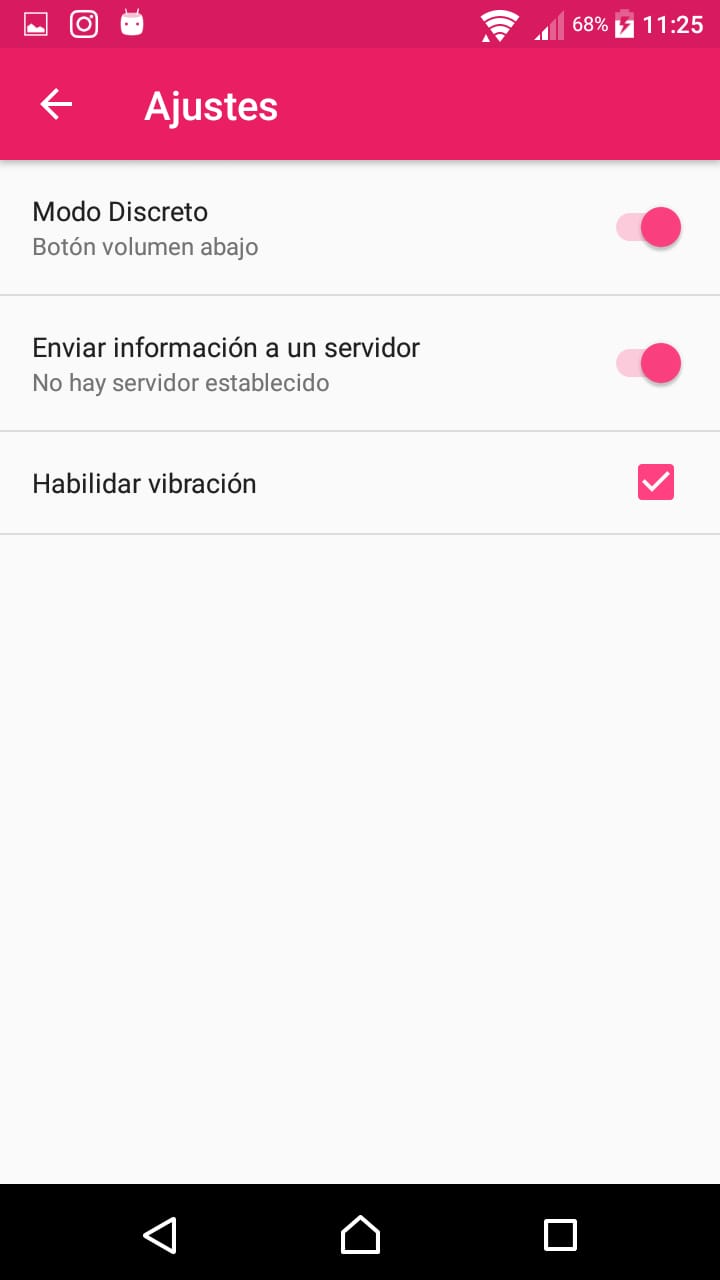 68% 11:25
Ajustes
Modo Discreto
Botón volumen abajo
Enviar información a un servidor
No hay servidor establecido
Habilidar vibración